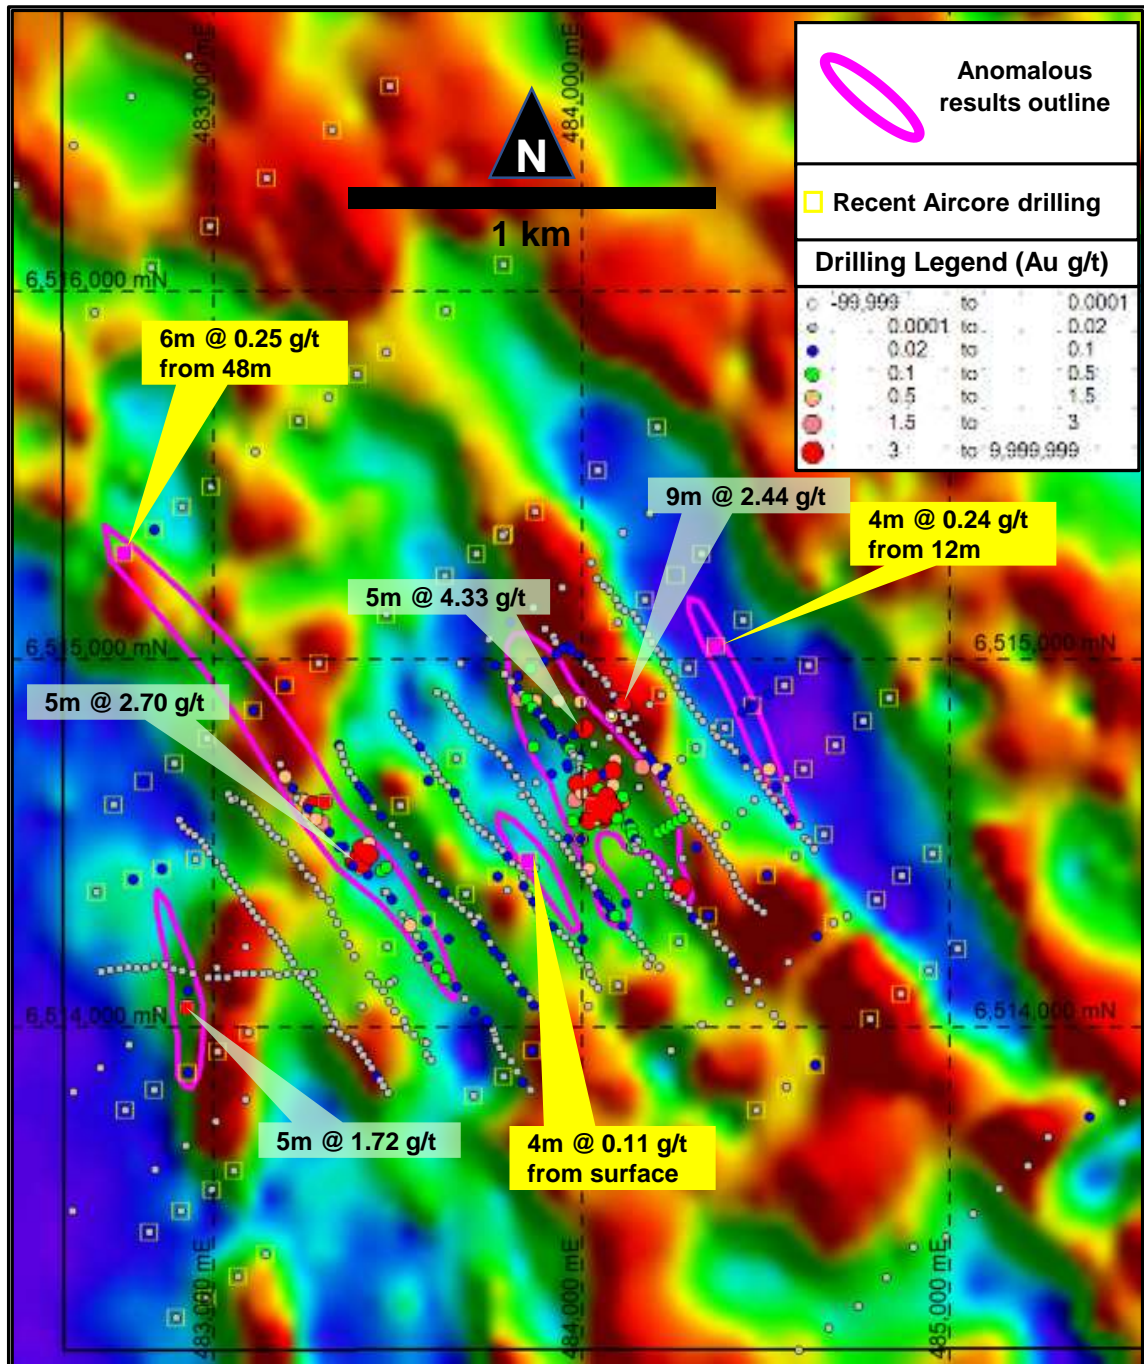 483,000 mE
484,000 mE
N
1 km
Anomalous
results outline
Recent Aircore drilling
Drilling Legend (Au g/t)
-99,999 to 0.0001
0.0001 to 0.02
0.02 to 0.1
0.1 to 0.5
0.5 to 1.5
1.5 to 3
3 to 9,999,999
6,516,000 mN
6m @ 0.25 g/t
from 48m
9m @ 2.44 g/t
4m @ 0.24 g/t
from 12m
5m @ 4.33 g/t
6,515,000 mN
6,515,000 mN
5m @ 2.70 g/t
6,514,000 mN
6,514,000 mN
5m @ 1.72 g/t
4m @ 0.11 g/t
from surface
483,000 mE
484,000 mE
485,000 mE